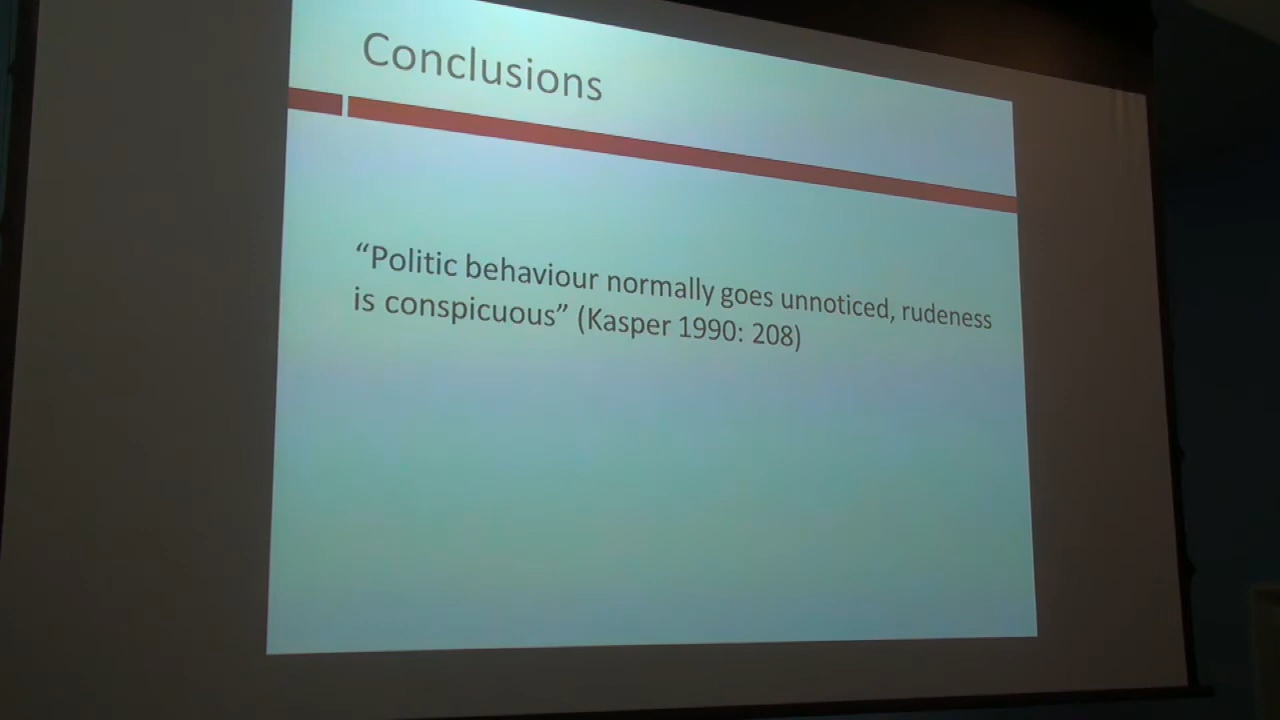 Conclusions
“Politic behaviour normally goes unnoticed, rudeness
is conspicuous” (Kasper 1990: 208)